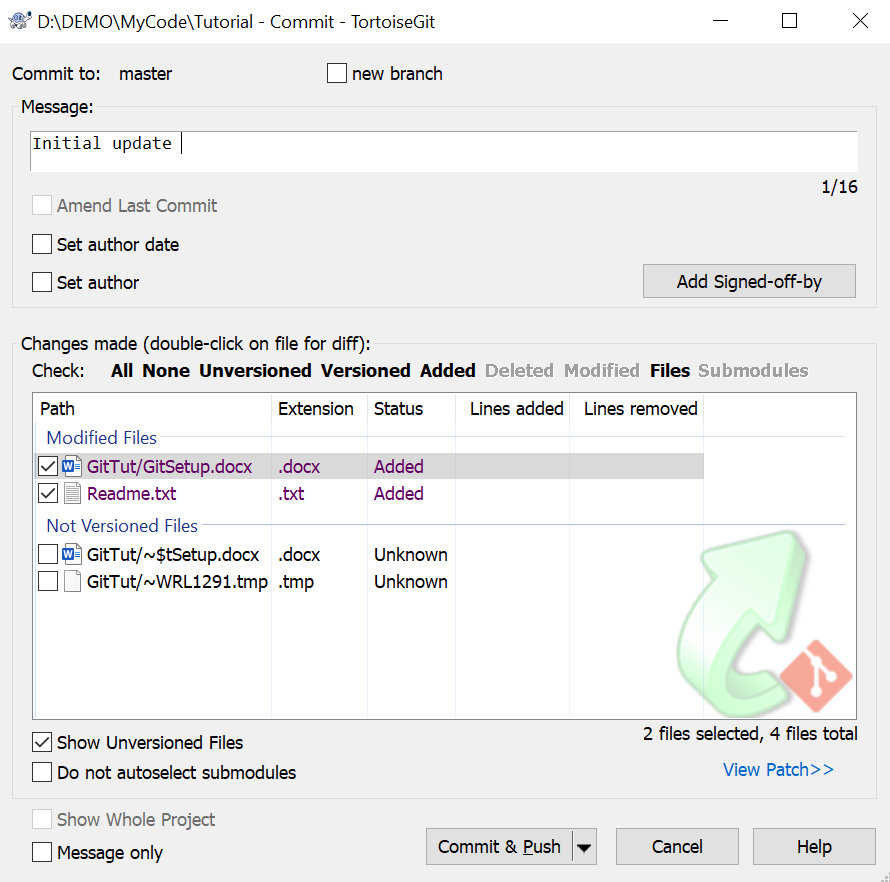 D:\DEMO\MyCode\Tutorial - Commit - TortoiseGit
Commit to: master new branch
Message:
Initial update
1/16
Amend Last Commit
Set author date
Set author
Add Signed-off-by
Changes made (double-click on file for diff):
Check: All None Unversioned Versioned Added Deleted Modified Files Submodules
Path Extension Status Lines added Lines removed
Modified Files
GitTut/GitSetup.docx .docx Added
Readme.txt .txt Added
Not Versioned Files
GitTut/~$tSetup.docx .docx Unknown
GitTut/~WRL1291.tmp .tmp Unknown
Show Unversioned Files
2 files selected, 4 files total
Do not autoselect submodules
View Patch>>
Show Whole Project
Message only
Commit & Push
Cancel
Help